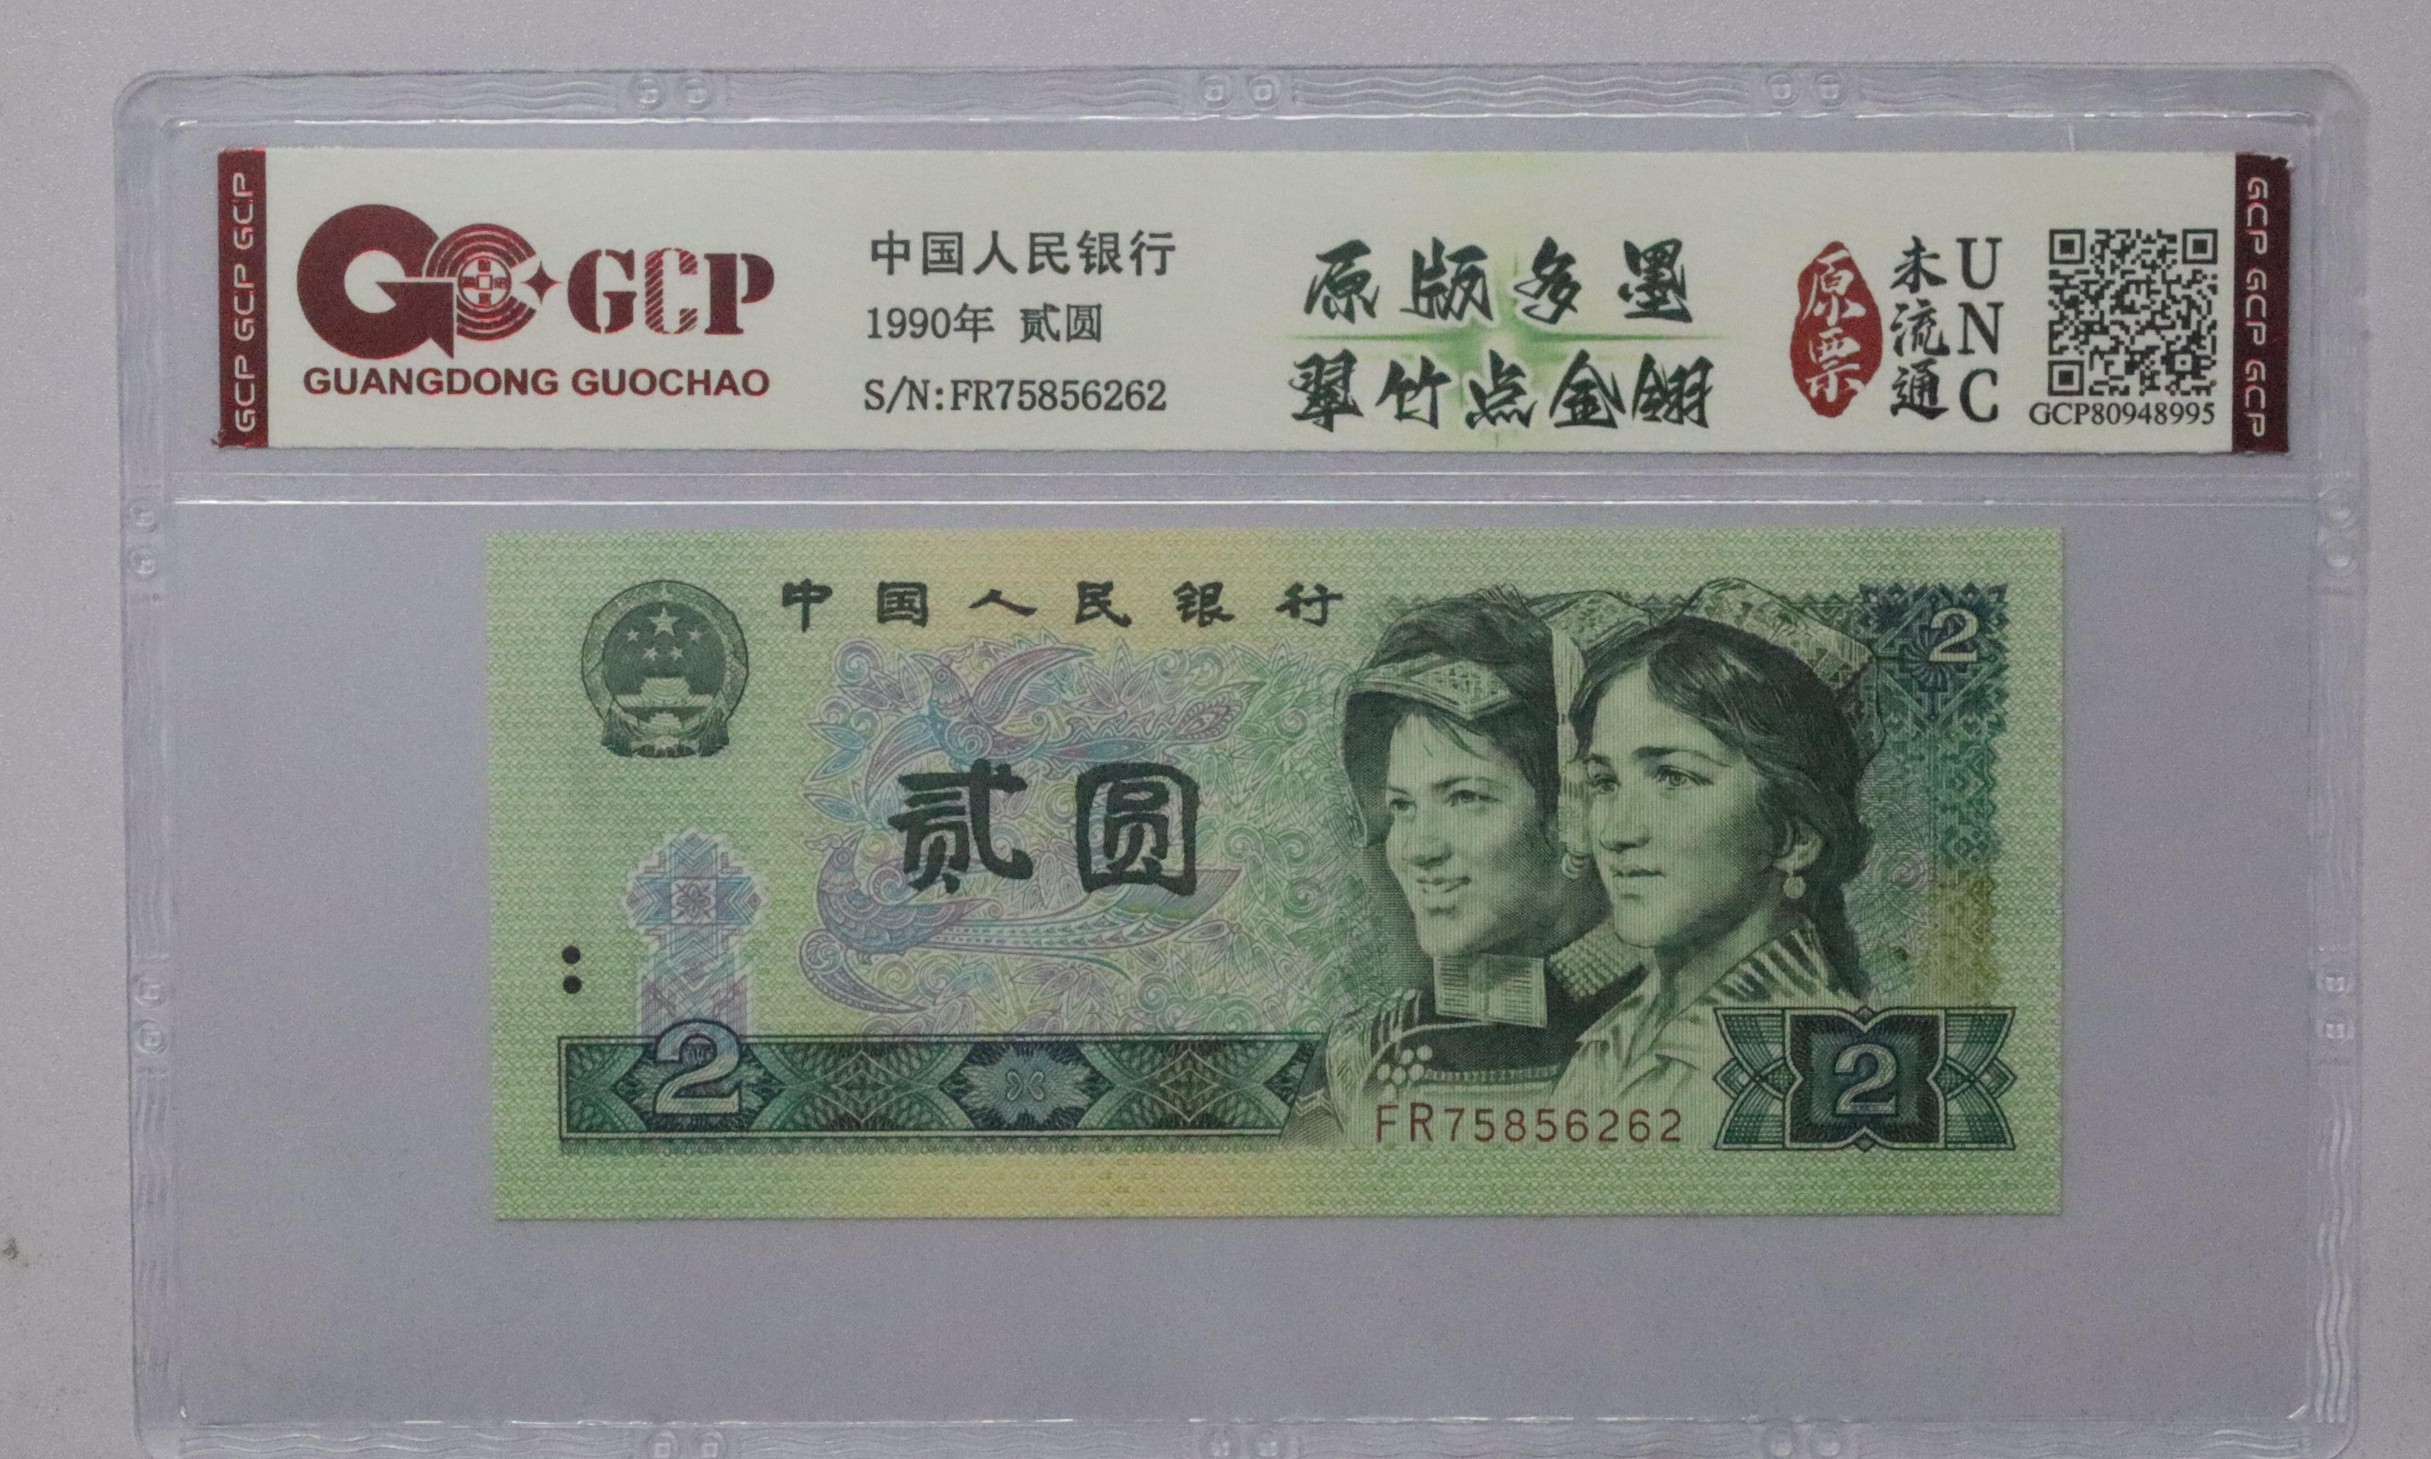 GCP GCP GCP
GCP
GUANGDONG GUOCHAO
中国人民银行
1990年 贰圆
S/N:FR75856262
原版多墨
翠竹点金钢
原票
未流通
UNC
GCP80948995
GCP GCP GCP
中国人民银行
2
贰圆
2
FR75856262
2